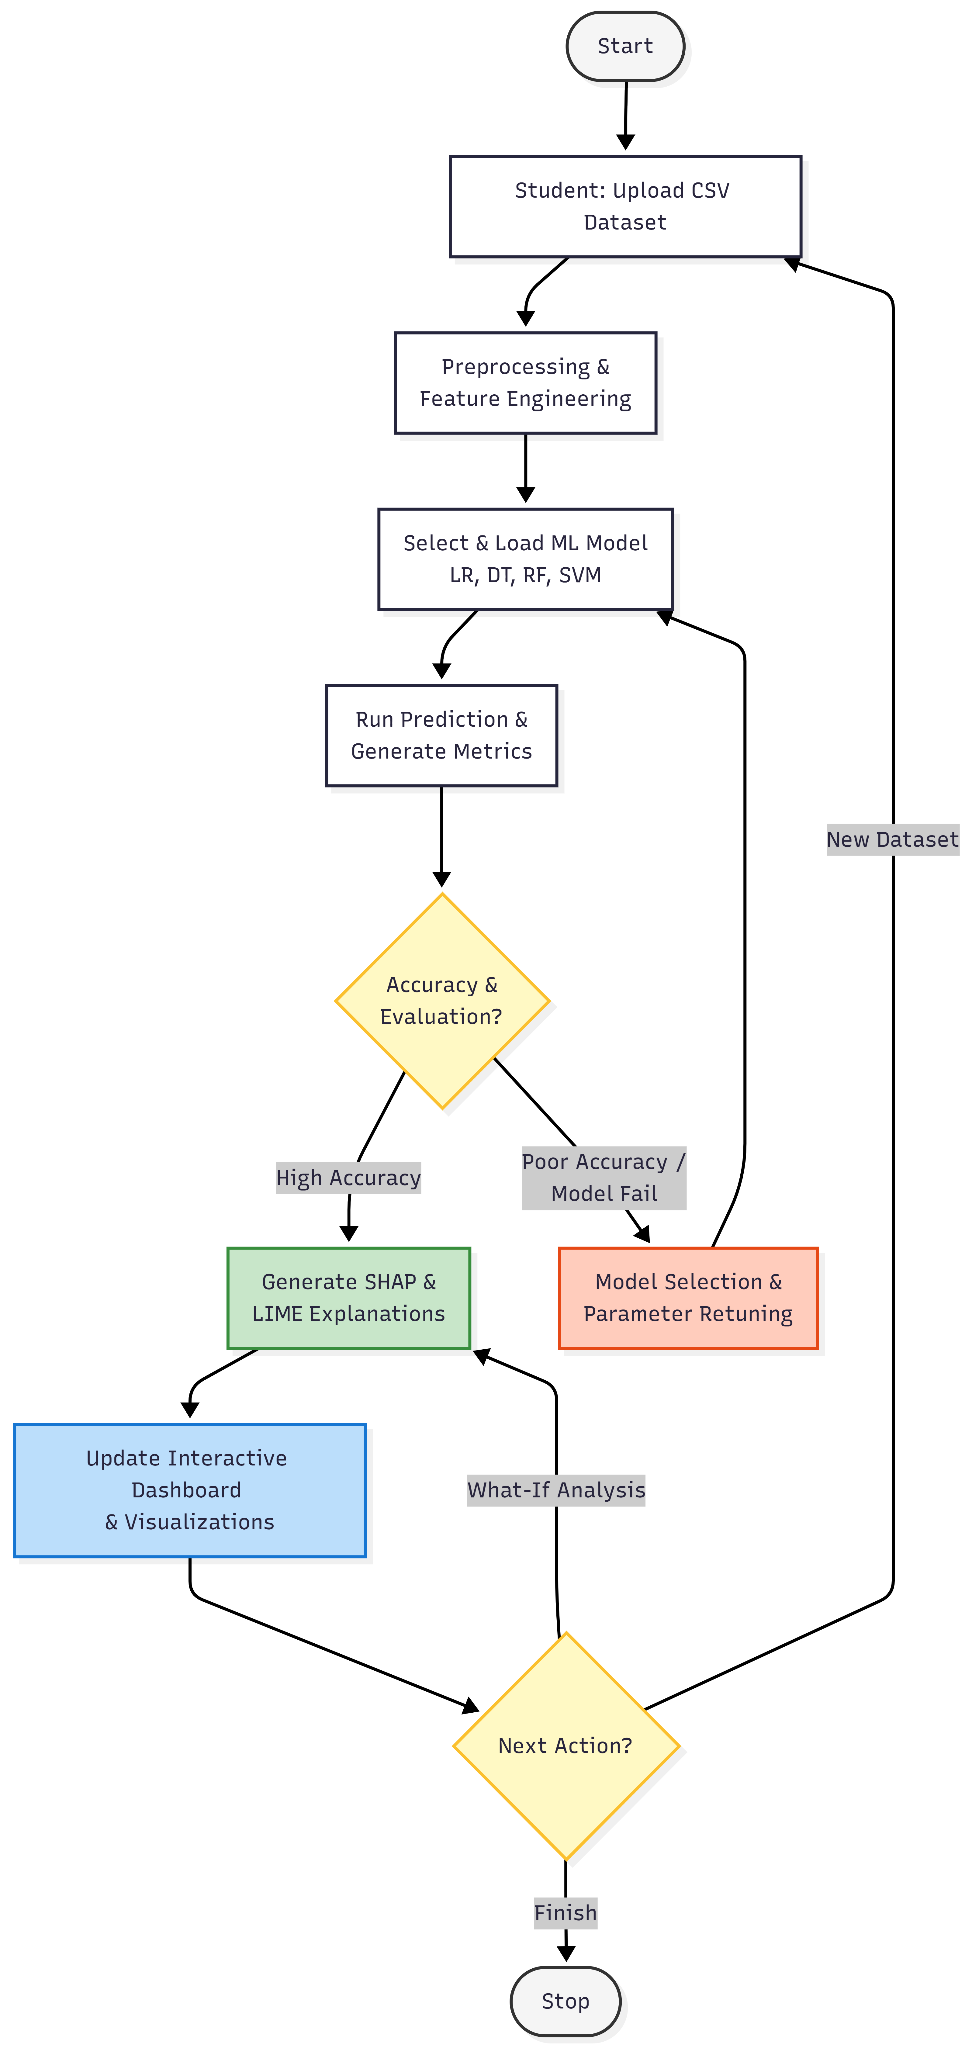 Start
Student: Upload CSV
Dataset
Preprocessing &
Feature Engineering
Select & Load ML Model
LR, DT, RF, SVM
Run Prediction &
Generate Metrics
New Dataset
Accuracy &
Evaluation?
High Accuracy
Poor Accuracy /
Model Fail
Generate SHAP &
LIME Explanations
Model Selection &
Parameter Retuning
Update Interactive
Dashboard
& Visualizations
What-If Analysis
Next Action?
Finish
Stop